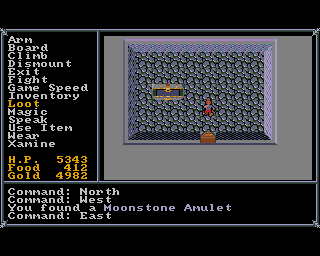 Arm
Board
Climb
Dismount
Exit
Fight
Game Speed
Inventory
Loot
Magic
Speak
Use Item
Wear
Xamine
H.P. 5343
Food 412
Gold 4982
Command: North
Command: West
You found a Moonstone Amulet
Command: East